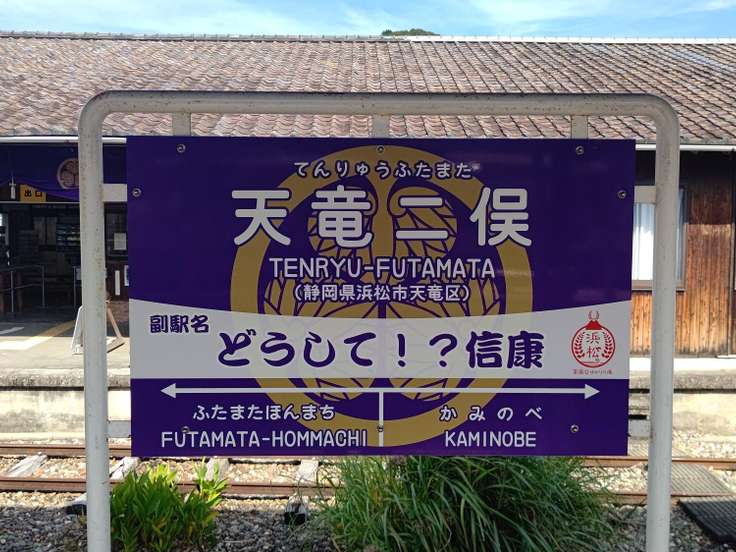 出口
てんりゅうふたまた
天竜二俣
TENRYU-FUTAMATA
(静岡県浜松市天竜区)
副駅名
どうして！？信康
浜松
ふたまたほんまち
かみのべ
FUTAMATA-HOMMACHI
KAMINOBE